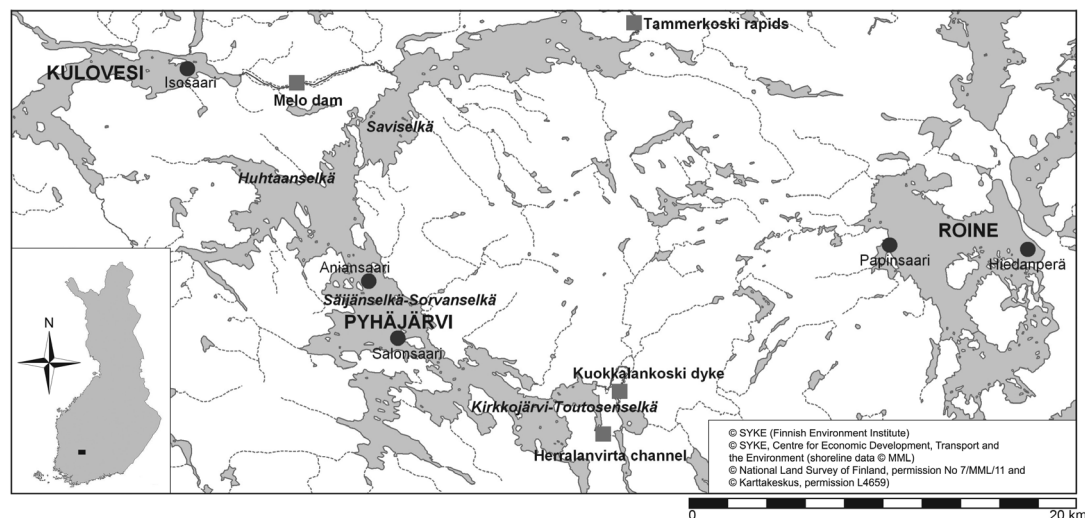 Tammerkoski rapids
KULOVESI
Isosaari
Melo dam
Saviselkä
Huhtaanselkä
ROINE
Papinsaari
Hiedanperä
Aniansaari
Säijänselkä-Sorvanselkä
PYHÄJÄRVI
Salonsaari
N
Kuokkalankoski dyke
Kirkkojärvi-Toutosenselkä
Herralanvirta channel
© SYKE (Finnish Environment Institute)
© SYKE, Centre for Economic Development, Transport and
the Environment (shoreline data © MML)
© National Land Survey of Finland, permission No 7/MML/11 and
© Karttakeskus, permission L4659)
0 20 km